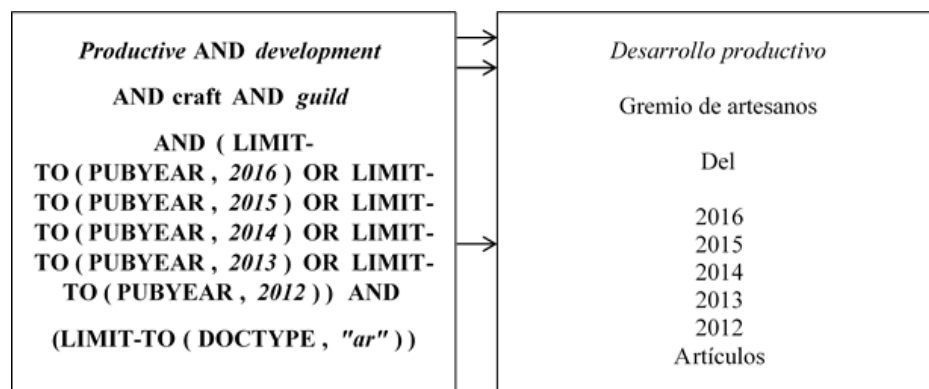 Productive AND development
AND craft AND guild
AND ( LIMIT-
TO ( PUBYEAR , 2016 ) OR LIMIT-
TO ( PUBYEAR , 2015 ) OR LIMIT-
TO ( PUBYEAR , 2014 ) OR LIMIT-
TO ( PUBYEAR , 2013 ) OR LIMIT-
TO ( PUBYEAR , 2012 ) ) AND
(LIMIT-TO ( DOCTYPE , "ar" ) )
Desarrollo productivo
Gremio de artesanos
Del
2016
2015
2014
2013
2012
Artículos